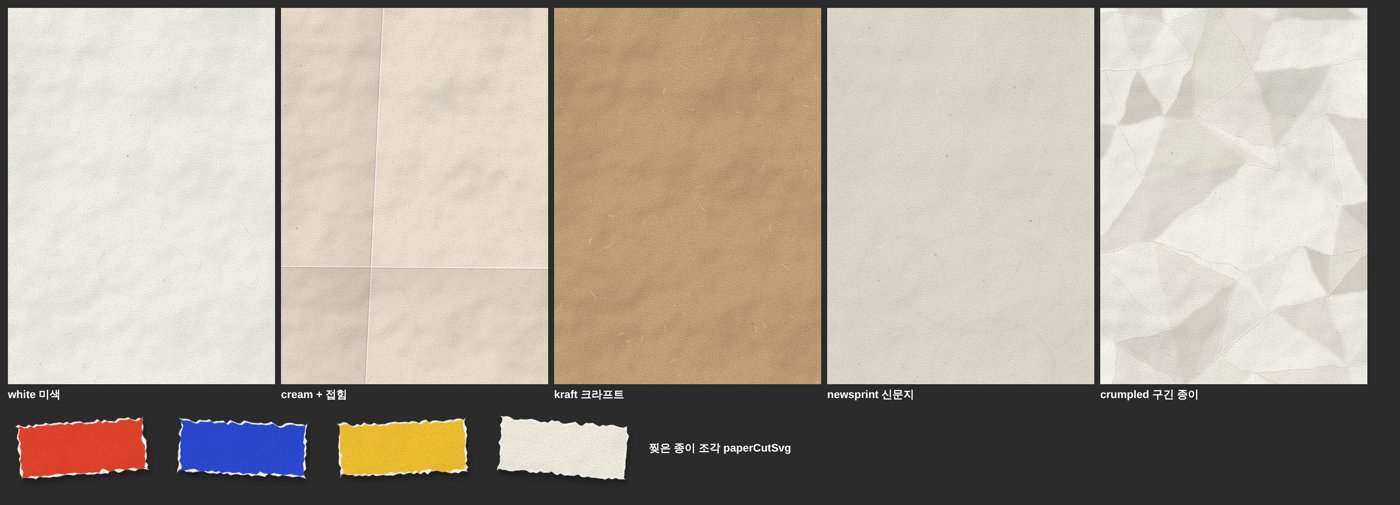 white 미색
cream + 접힘
kraft 크라프트
newsprint 신문지
crumpled 구긴 종이
찢은 종이 조각 paperCutSvg